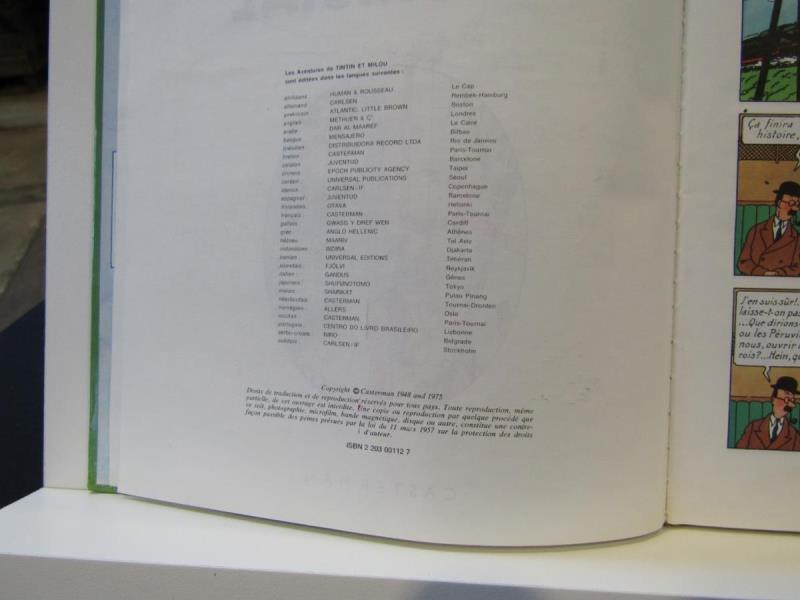 Les Aventures de TINTIN ET MILOU
sont éditées dans les langues suivantes :
afrikaans : HUMAN & ROUSSEAU Le Cap
allemand : CARLSEN Reinbek-Hamburg
américain : ATLANTIC, LITTLE BROWN Boston
anglais : METHUEN & C° Londres
arabe : DAR AL-MAAREF Le Caire
basque : MENSAJERO Bilbao
brésilien : DISTRIBUIDORA RECORD LTDA Rio de Janeiro
breton : CASTERMAN Paris-Tournai
catalan : JUVENTUD Barcelone
chinois : EPOCH PUBLICITY AGENCY Taipei
coréen : UNIVERSAL PUBLICATIONS Séoul
danois : CARLSEN-IF Copenhague
espagnol : JUVENTUD Barcelone
finlandais : OTAVA Helsinki
français : CASTERMAN Paris-Tournai
gallois : GWASG Y DREF WEN Cardiff
grec : ANGLO HELLENIC Athènes
hébreu : MAARIV Tel Aviv
indonésien : INDIRA Djakarta
iranien : UNIVERSAL EDITIONS Téhéran
islandais : FJÖLVI Reykjavik
italien : GANDUS Gênes
japonais : SHUFUNOTOMO Tokyo
malais : SHARIKAT Pulau Pinang
néerlandais : CASTERMAN Tournai-Dronten
norvégien : ALLERS Oslo
occitan : CASTERMAN Paris-Tournai
portugais : CENTRO DO LIVRO BRASILEIRO Lisbonne
serbo-croate : NIRO Belgrade
suédois : CARLSEN/IF Stockholm
Copyright © Casterman 1948 and 1975
Droits de traduction et de reproduction réservés pour tous pays. Toute reproduction, même
partielle, de cet ouvrage est interdite. Une copie ou reproduction par quelque procédé que
ce soit, photographie, microfilm, bande magnétique, disque ou autre, constitue une contre-
façon passible des peines prévues par la loi du 11 mars 1957 sur la protection des droits
d'auteur.
ISBN 2 203 00112 7
CASTERMAN
Ça finira
histoire,
J'en suis sûr!.
laisse-t-on pas
...Que dirions-
ou les Péruvi
nous, ouvrir
rois?...Hein, qu